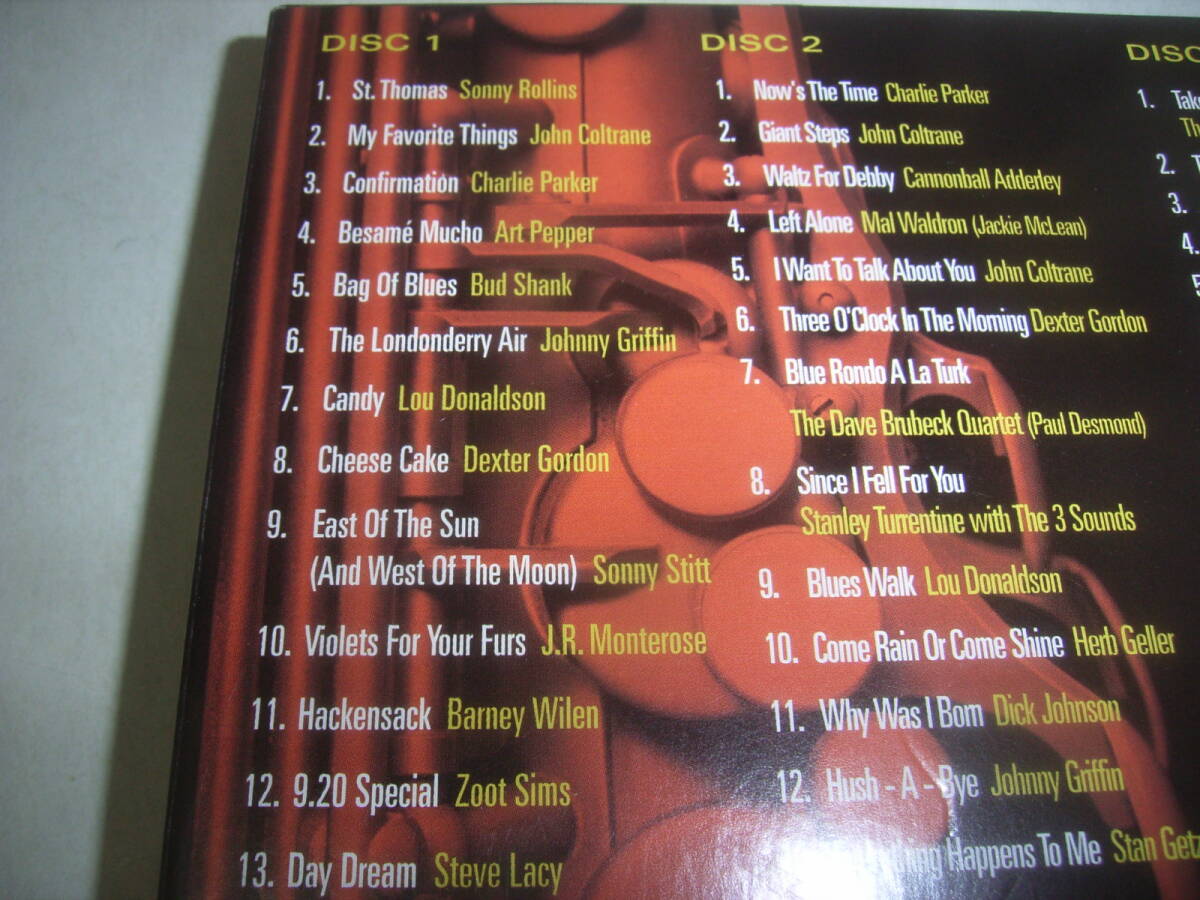 DISC 1
1. St. Thomas Sonny Rollins
2. My Favorite Things John Coltrane
3. Confirmation Charlie Parker
4. Besamé Mucho Art Pepper
5. Bag Of Blues Bud Shank
6. The Londonderry Air Johnny Griffin
7. Candy Lou Donaldson
8. Cheese Cake Dexter Gordon
9. East Of The Sun
(And West Of The Moon) Sonny Stitt
10. Violets For Your Furs J.R. Monterose
11. Hackensack Barney Wilen
12. 9.20 Special Zoot Sims
13. Day Dream Steve Lacy
DISC 2
1. Now's The Time Charlie Parker
2. Giant Steps John Coltrane
3. Waltz For Debby Cannonball Adderley
4. Left Alone Mal Waldron (Jackie McLean)
5. I Want To Talk About You John Coltrane
6. Three O'Clock In The Morning Dexter Gordon
7. Blue Rondo A La Turk
The Dave Brubeck Quartet (Paul Desmond)
8. Since I Fell For You
Stanley Turrentine with The 3 Sounds
9. Blues Walk Lou Donaldson
10. Come Rain Or Come Shine Herb Geller
11. Why Was I Born Dick Johnson
12. Hush - A - Bye Johnny Griffin
Happens To Me Stan Getz
DISC
1. Tak
Th
2. T
3.
4.
5